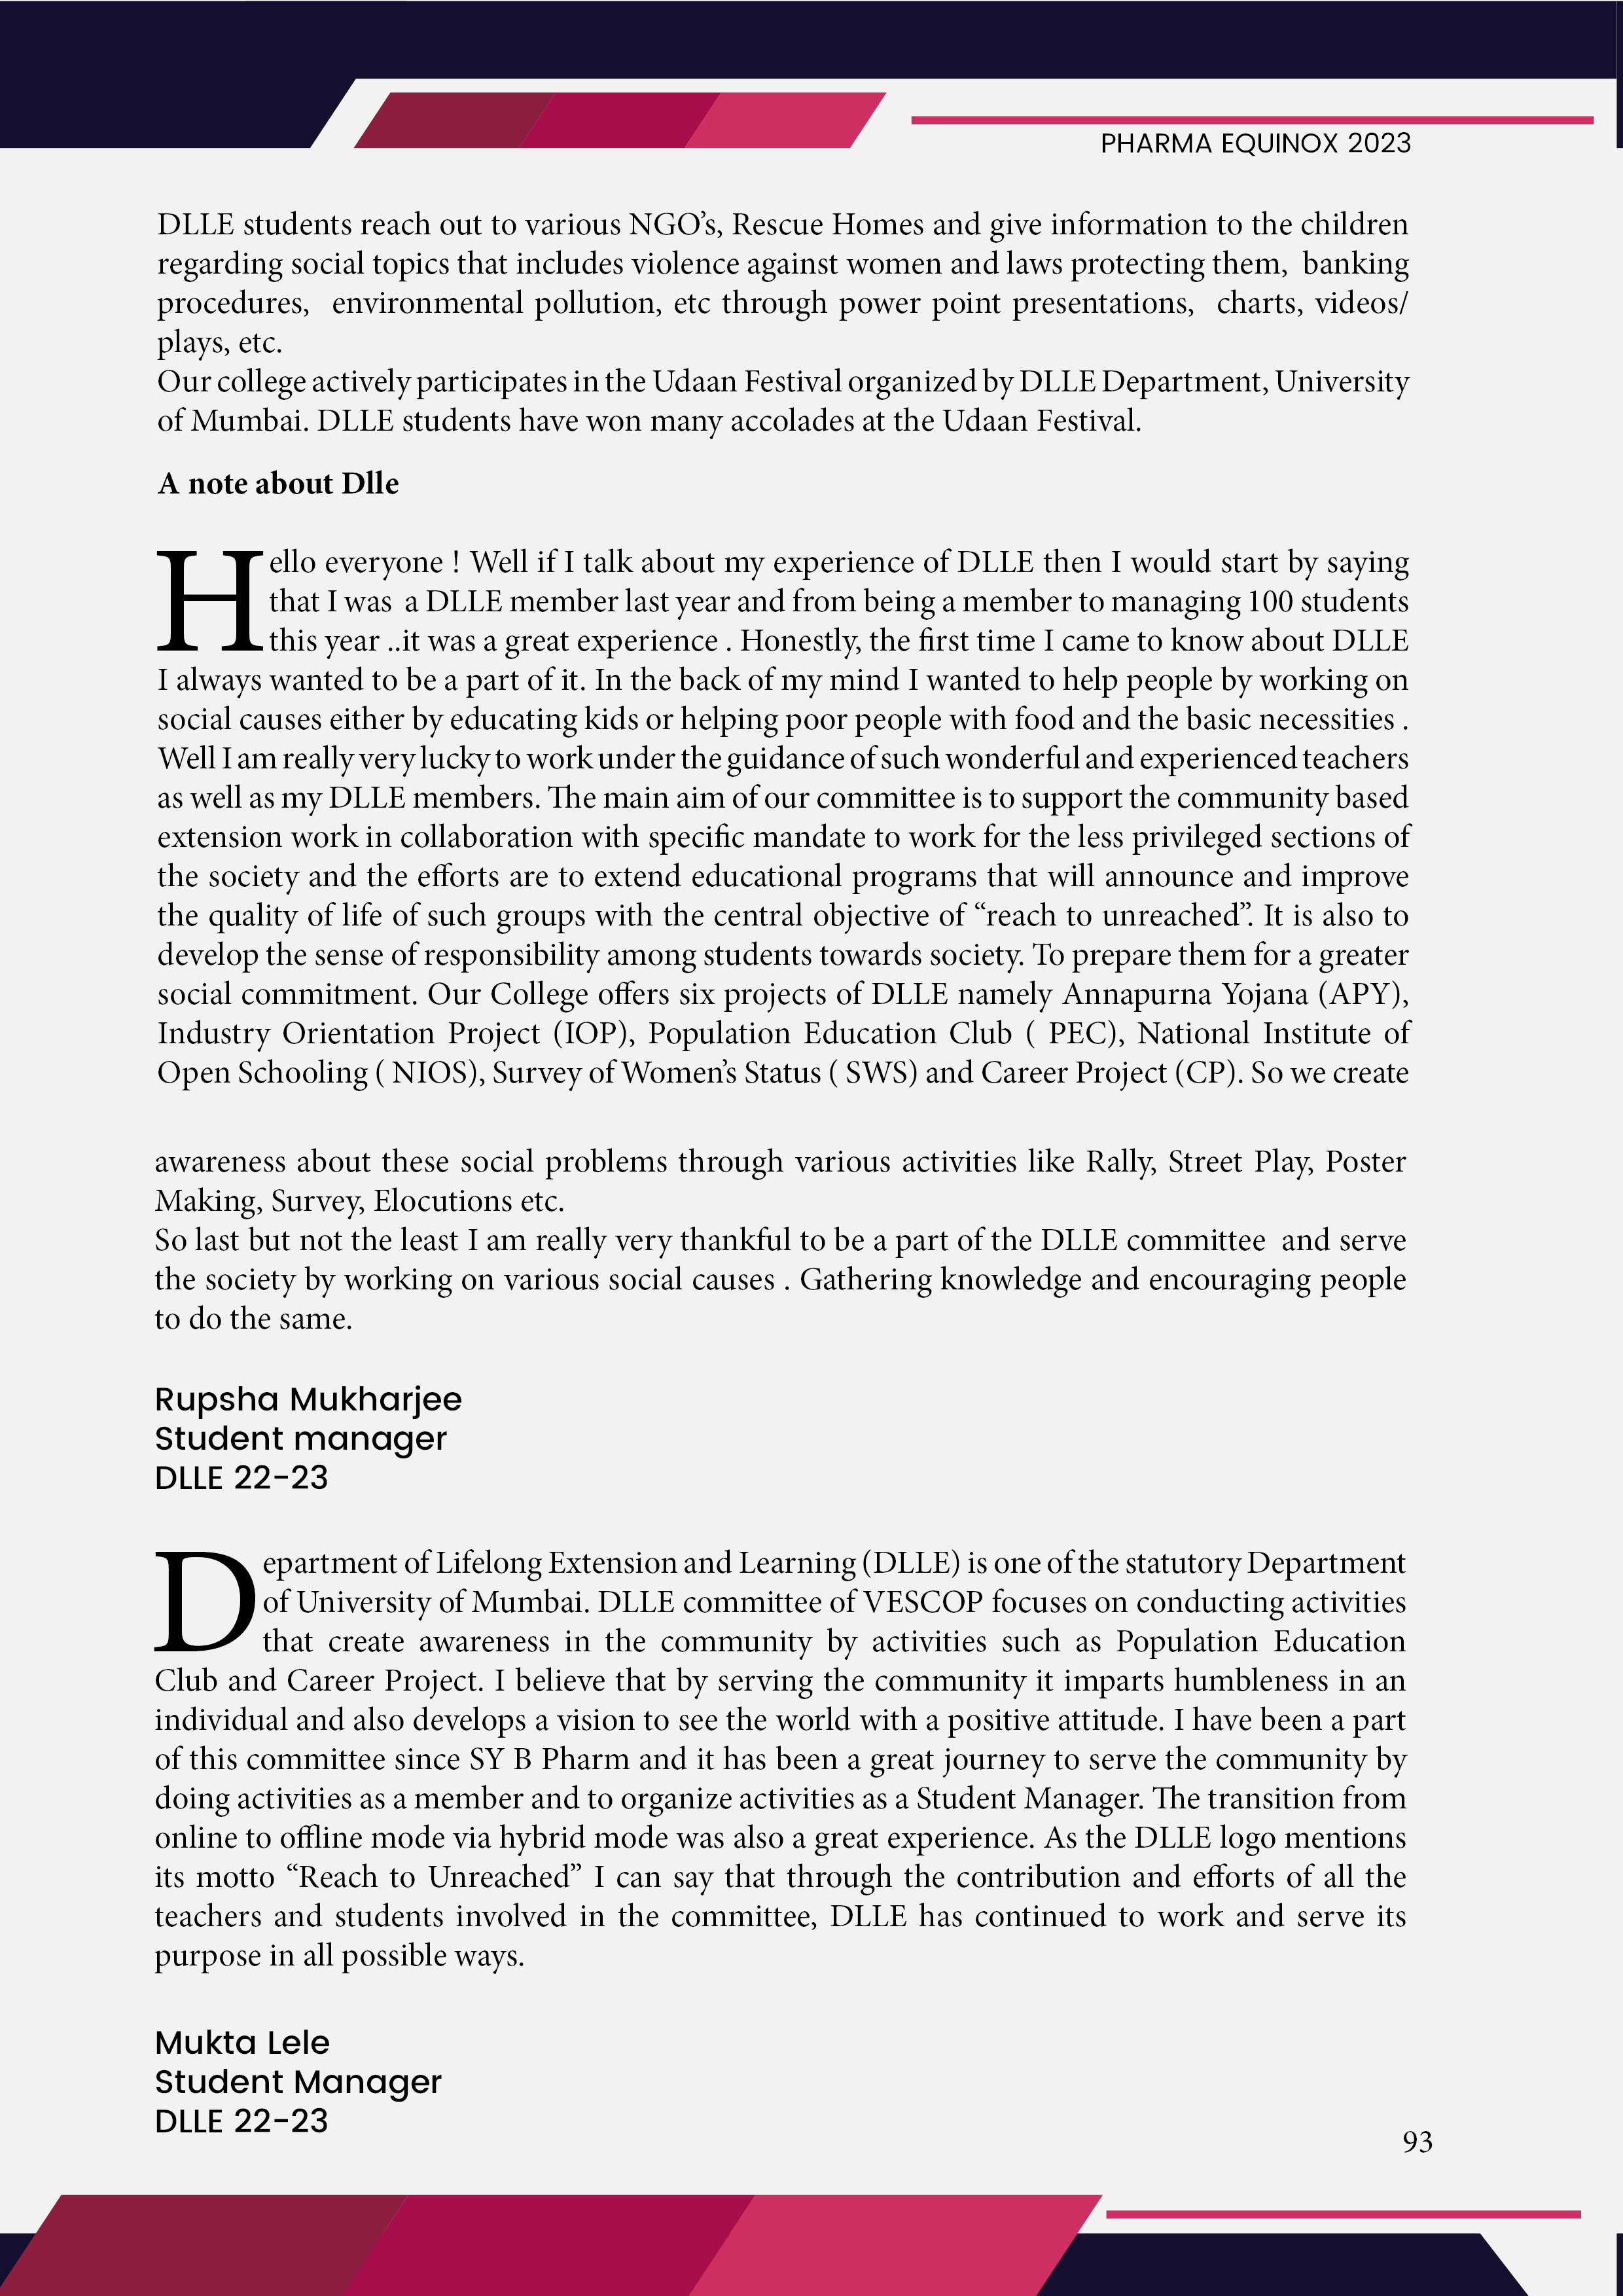 PHARMA EQUINOX 2023
DLLE students reach out to various NGO’s, Rescue Homes and give information to the children
regarding social topics that includes violence against women and laws protecting them, banking
procedures, environmental pollution, etc through power point presentations, charts, videos/
plays, etc.
Our college actively participates in the Udaan Festival organized by DLLE Department, University
of Mumbai. DLLE students have won many accolades at the Udaan Festival.
A note about Dlle
Hello everyone ! Well if I talk about my experience of DLLE then I would start by saying
that I was a DLLE member last year and from being a member to managing 100 students
this year ..it was a great experience . Honestly, the first time I came to know about DLLE
I always wanted to be a part of it. In the back of my mind I wanted to help people by working on
social causes either by educating kids or helping poor people with food and the basic necessities .
Well I am really very lucky to work under the guidance of such wonderful and experienced teachers
as well as my DLLE members. The main aim of our committee is to support the community based
extension work in collaboration with specific mandate to work for the less privileged sections of
the society and the efforts are to extend educational programs that will announce and improve
the quality of life of such groups with the central objective of “reach to unreached”. It is also to
develop the sense of responsibility among students towards society. To prepare them for a greater
social commitment. Our College offers six projects of DLLE namely Annapurna Yojana (APY),
Industry Orientation Project (IOP), Population Education Club ( PEC), National Institute of
Open Schooling ( NIOS), Survey of Women’s Status ( SWS) and Career Project (CP). So we create
awareness about these social problems through various activities like Rally, Street Play, Poster
Making, Survey, Elocutions etc.
So last but not the least I am really very thankful to be a part of the DLLE committee and serve
the society by working on various social causes . Gathering knowledge and encouraging people
to do the same.
Rupsha Mukharjee
Student manager
DLLE 22-23
Department of Lifelong Extension and Learning (DLLE) is one of the statutory Department
of University of Mumbai. DLLE committee of VESCOP focuses on conducting activities
that create awareness in the community by activities such as Population Education
Club and Career Project. I believe that by serving the community it imparts humbleness in an
individual and also develops a vision to see the world with a positive attitude. I have been a part
of this committee since SY B Pharm and it has been a great journey to serve the community by
doing activities as a member and to organize activities as a Student Manager. The transition from
online to offline mode via hybrid mode was also a great experience. As the DLLE logo mentions
its motto “Reach to Unreached” I can say that through the contribution and efforts of all the
teachers and students involved in the committee, DLLE has continued to work and serve its
purpose in all possible ways.
Mukta Lele
Student Manager
DLLE 22-23
93